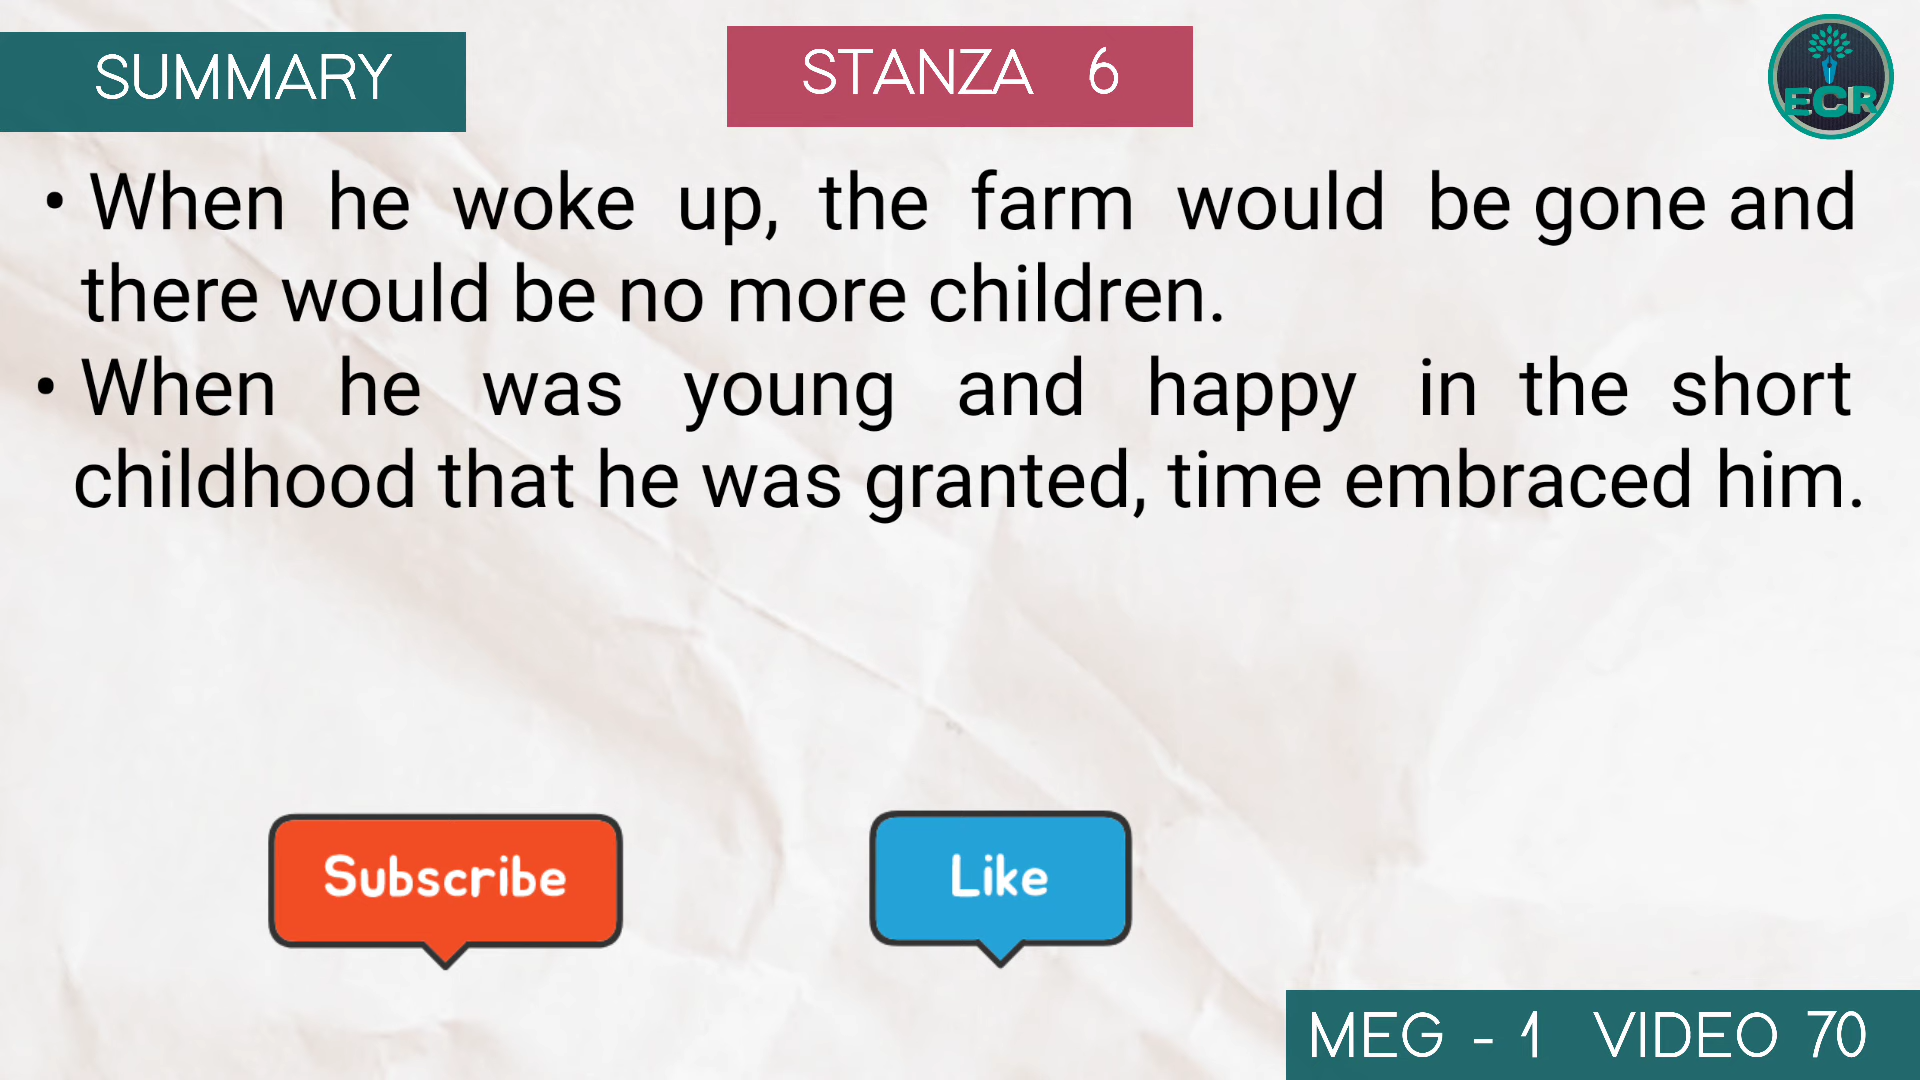 SUMMARY
STANZA 6
ECR
• When he woke up, the farm would be gone and
there would be no more children.
• When he was young and happy in the short
childhood that he was granted, time embraced him.
Subscribe
Like
MEG - 1 VIDEO 70